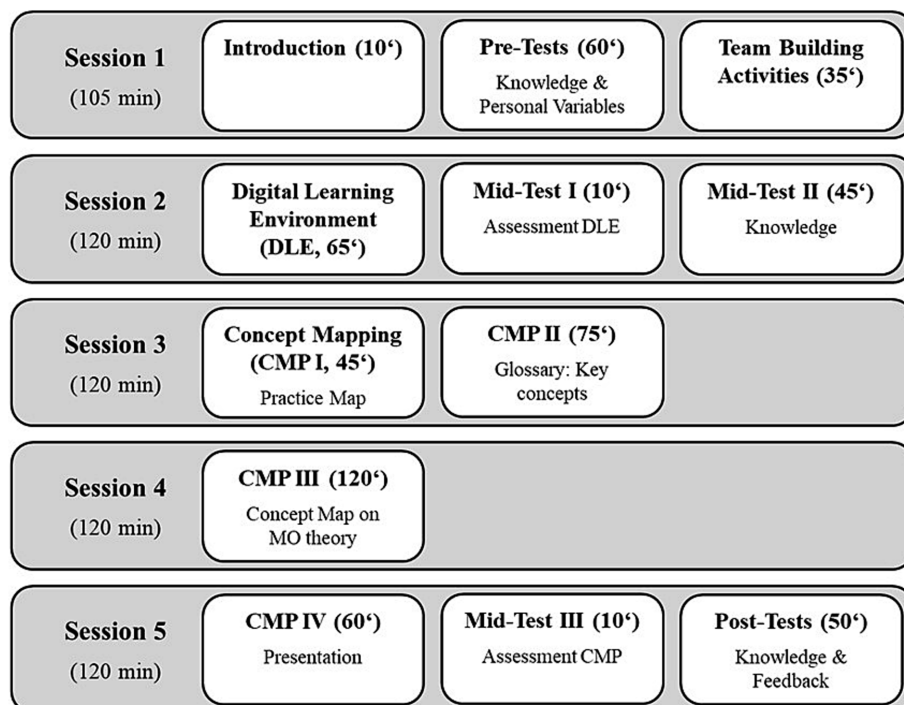 Session 1
(105 min)
Introduction (10‘)
Pre-Tests (60‘)
Knowledge &
Personal Variables
Team Building
Activities (35‘)
Session 2
(120 min)
Digital Learning
Environment
(DLE, 65‘)
Mid-Test I (10‘)
Assessment DLE
Mid-Test II (45‘)
Knowledge
Session 3
(120 min)
Concept Mapping
(CMP I, 45‘)
Practice Map
CMP II (75‘)
Glossary: Key
concepts
Session 4
(120 min)
CMP III (120‘)
Concept Map on
MO theory
Session 5
(120 min)
CMP IV (60‘)
Presentation
Mid-Test III (10‘)
Assessment CMP
Post-Tests (50‘)
Knowledge &
Feedback